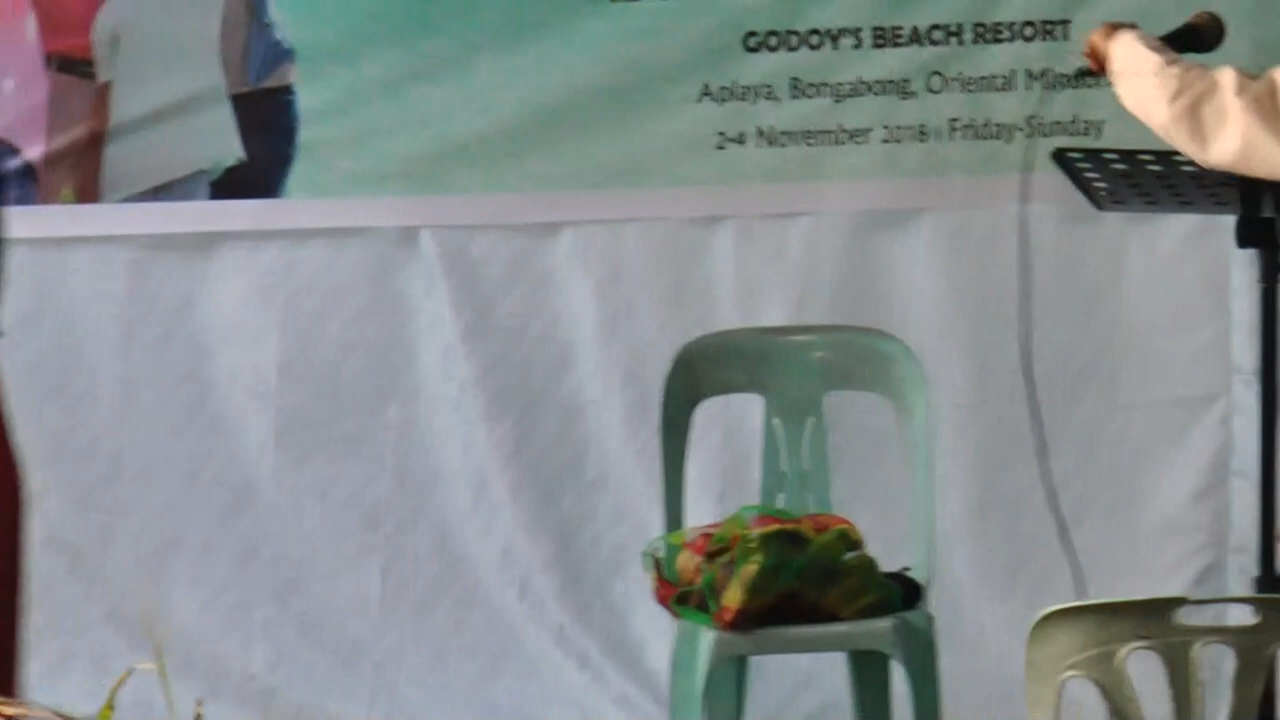 GODOY'S BEACH RESORT
Aplaya, Bongabong, Oriental
2-4 November 2018 | Friday-Sunday